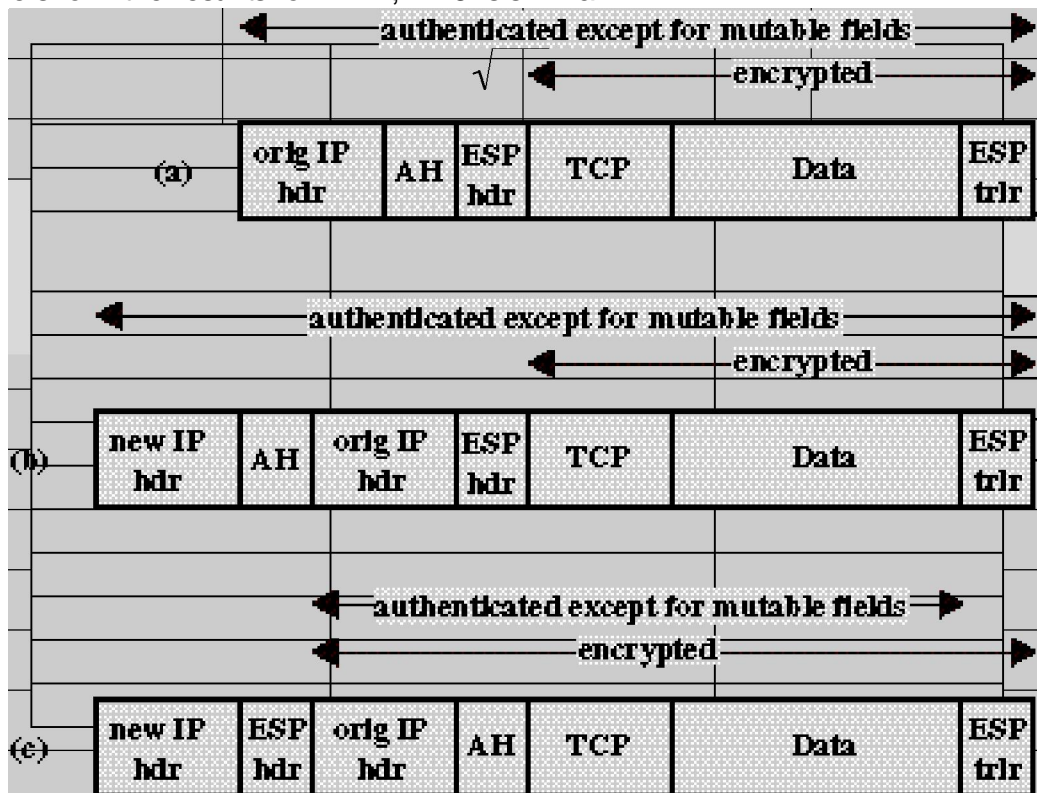 authenticated except for mutable fields
√
encrypted
(a)
orig IP hdr
AH
ESP hdr
TCP
Data
ESP trlr
authenticated except for mutable fields
encrypted
(b)
new IP hdr
AH
orig IP hdr
ESP hdr
TCP
Data
ESP trlr
authenticated except for mutable fields
encrypted
(c)
new IP hdr
ESP hdr
orig IP hdr
AH
TCP
Data
ESP trlr